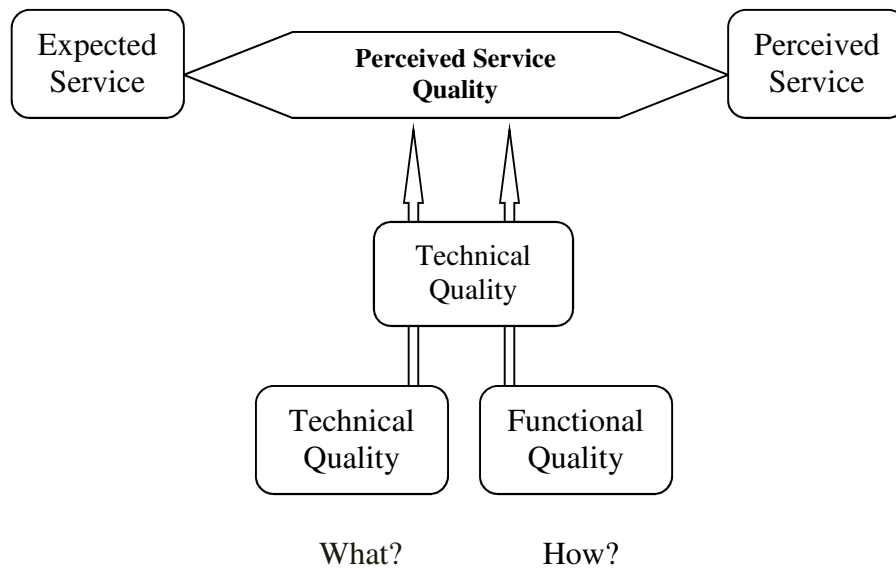 Expected
Service
Perceived Service
Quality
Perceived
Service
Technical
Quality
Technical
Quality
Functional
Quality
What?
How?